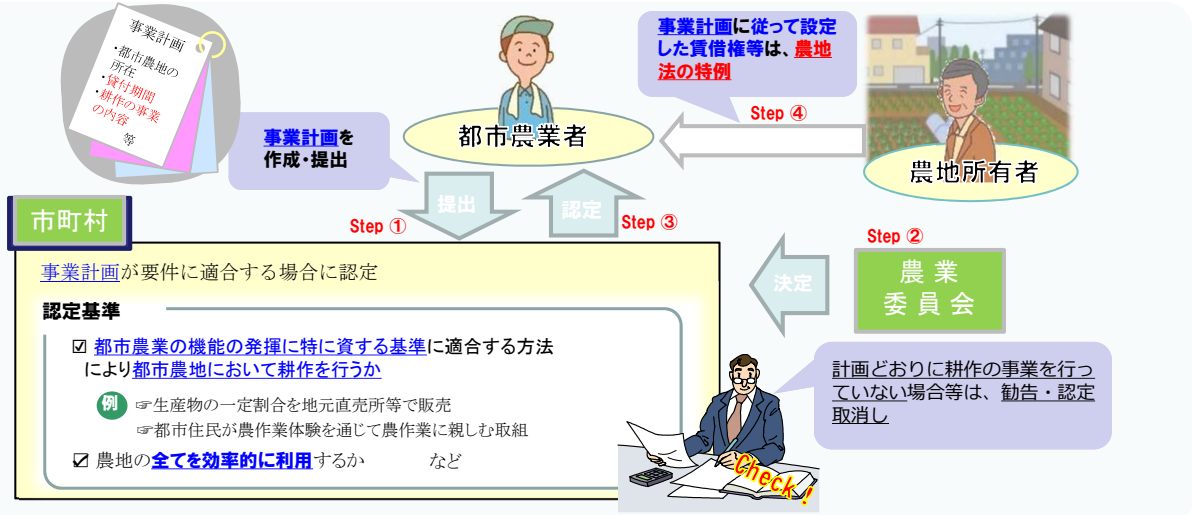 事業計画
・都市農地の
所在
・貸付期間
・耕作の事業
の内容
等
事業計画を
作成・提出
都市農業者
事業計画に従って設定
した賃借権等は、農地
法の特例
Step ④
農地所有者
提出
Step ①
認定
Step ③
市町村
事業計画が要件に適合する場合に認定
認定基準
☑ 都市農業の機能の発揮に特に資する基準に適合する方法
により都市農地において耕作を行うか
例 ☞生産物の一定割合を地元直売所等で販売
☞都市住民が農作業体験を通じて農作業に親しむ取組
☑ 農地の全てを効率的に利用するか など
Step ②
農業
委員会
決定
計画どおりに耕作の事業を行っ
ていない場合等は、勧告・認定
取消し
Check！